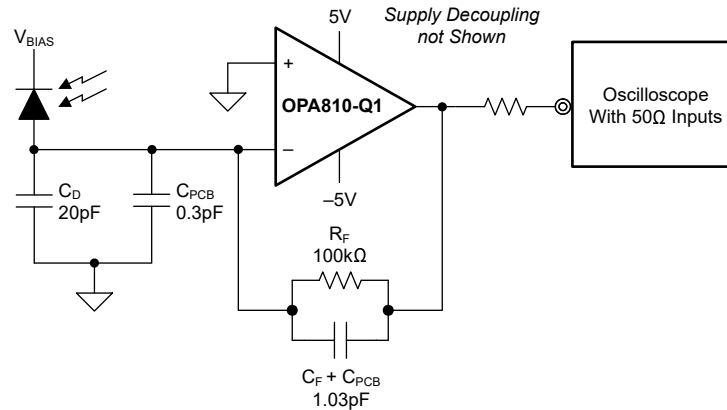 V_BIAS
5V
Supply Decoupling
not Shown
+
OPA810-Q1
–
–5V
Oscilloscope
With 50Ω Inputs
C_D
20pF
C_PCB
0.3pF
R_F
100kΩ
C_F + C_PCB
1.03pF